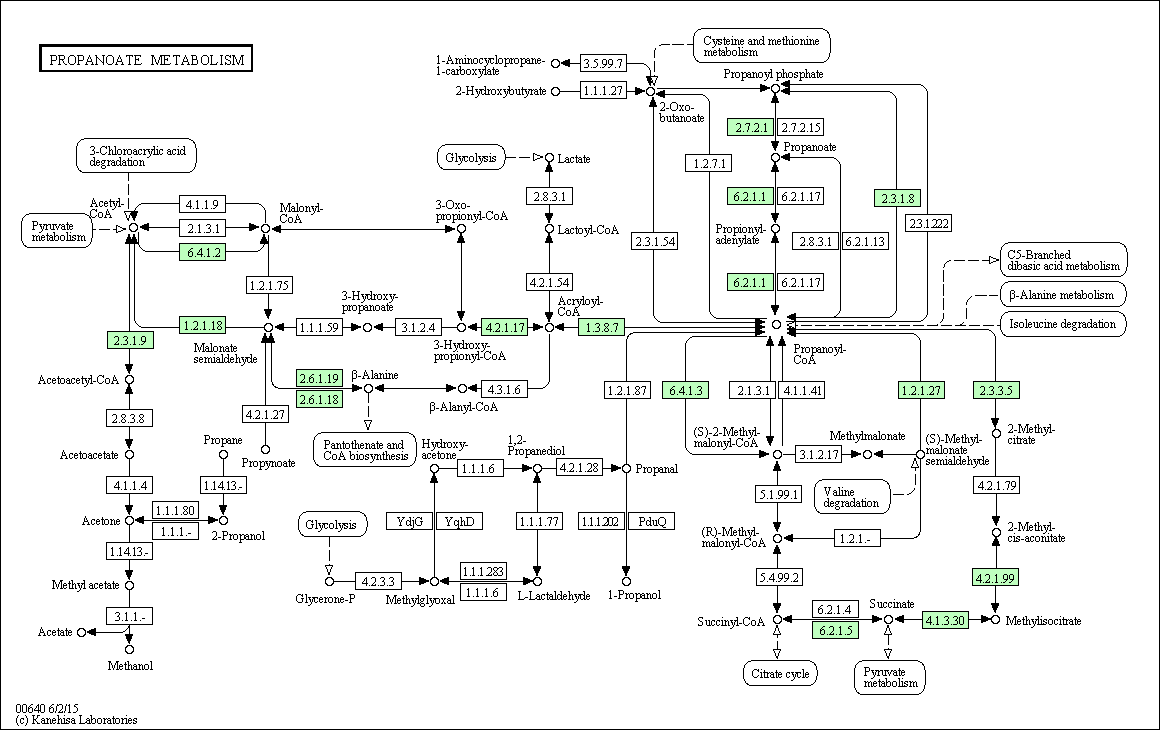 PROPANOATE METABOLISM
1-Aminocyclopropane-
1-carboxylate
3.5.99.7
Cysteine and methionine
metabolism
2-Hydroxybutyrate
1.1.1.27
2-Oxo-
butanoate
Propanoyl phosphate
2.7.2.1
2.7.2.15
Propanoate
1.2.7.1
6.2.1.1
6.2.1.17
2.3.1.8
2.3.1.222
Propionyl-
adenylate
2.3.1.54
2.8.3.1
6.2.1.13
6.2.1.1
6.2.1.17
C5-Branched
dibasic acid metabolism
β-Alanine metabolism
Isoleucine degradation
Propanoyl-
CoA
3-Chloroacrylic acid
degradation
Pyruvate
metabolism
Acetyl-
CoA
4.1.1.9
2.1.3.1
6.4.1.2
Malonyl-
CoA
Glycolysis
Lactate
2.8.3.1
3-Oxo-
propionyl-CoA
Lactoyl-CoA
4.2.1.54
1.2.1.75
3-Hydroxy-
propanoate
Acryloyl-
CoA
1.2.1.18
1.1.1.59
3.1.2.4
4.2.1.17
1.3.8.7
Malonate
semialdehyde
3-Hydroxy-
propionyl-CoA
2.3.1.9
Acetoacetyl-CoA
2.6.1.19
2.6.1.18
β-Alanine
β-Alanyl-CoA
4.3.1.6
1.2.1.87
6.4.1.3
2.1.3.1
4.1.1.41
1.2.1.27
2.3.3.5
2.8.3.8
4.2.1.27
Acetoacetate
Propane
Propynoate
Pantothenate and
CoA biosynthesis
Hydroxy-
acetone
1,2-
Propanediol
1.1.1.6
4.2.1.28
Propanal
(S)-2-Methyl-
malonyl-CoA
Methylmalonate
3.1.2.17
(S)-Methyl-
malonate
semialdehyde
2-Methyl-
citrate
4.1.1.4
1.14.13.-
5.1.99.1
Valine
degradation
4.2.1.79
Acetone
1.1.1.80
1.1.1.-
2-Propanol
Glycolysis
YdjG
YqhD
1.1.1.77
1.1.1.202
PduQ
(R)-Methyl-
malonyl-CoA
1.2.1.-
2-Methyl-
cis-aconitate
1.14.13.-
Methyl acetate
Glycerone-P
4.2.3.3
Methylglyoxal
1.1.1.283
1.1.1.6
L-Lactaldehyde
1-Propanol
5.4.99.2
4.2.1.99
3.1.1.-
Acetate
Methanol
Succinyl-CoA
6.2.1.4
6.2.1.5
Succinate
4.1.3.30
Methylisocitrate
Citrate cycle
Pyruvate
metabolism
00640 6/2/15
(c) Kanehisa Laboratories